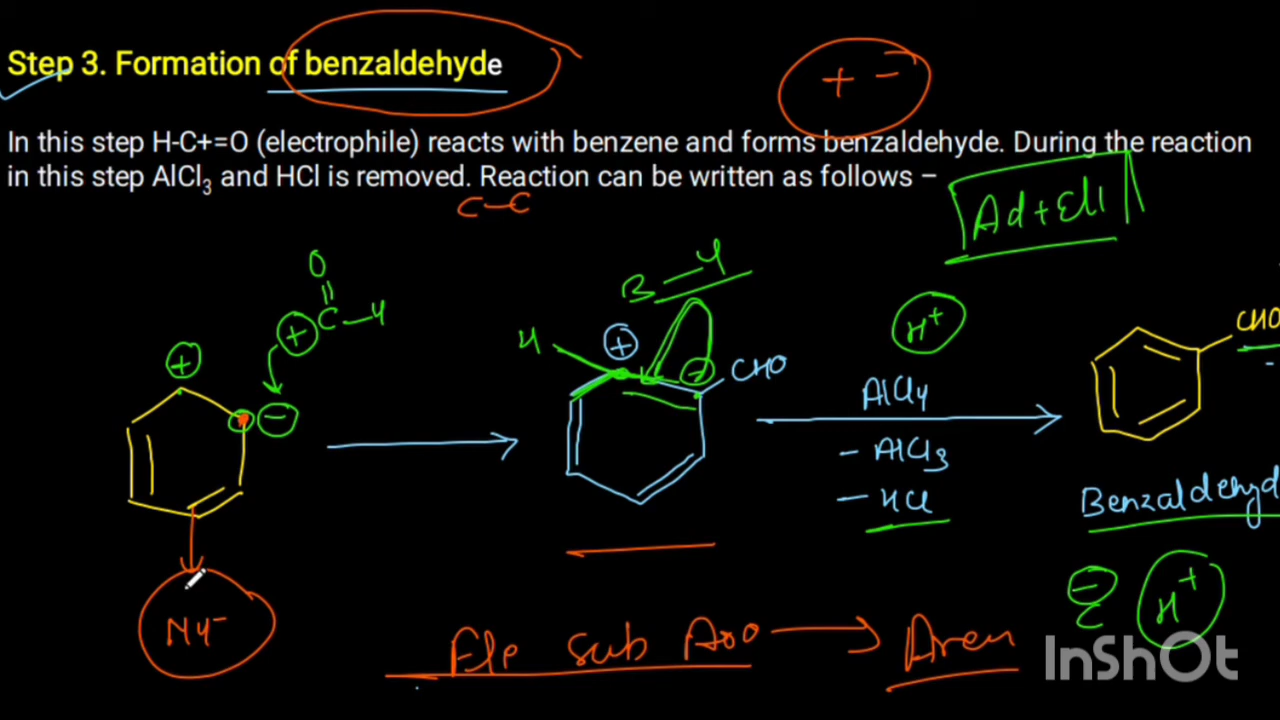 Step 3. Formation of benzaldehyde
+ -
In this step H-C+=O (electrophile) reacts with benzene and forms benzaldehyde. During the reaction
in this step AlCl₃ and HCl is removed. Reaction can be written as follows –
C-C
Ad+Eli
O
||
+ C-H
+
-
H
+
-
CHO
H+
AlCl4
- AlCl3
- HCl
CHO
Benzaldehyd
-
H+
Nu-
Ele sub Aro → Aren
InShOt